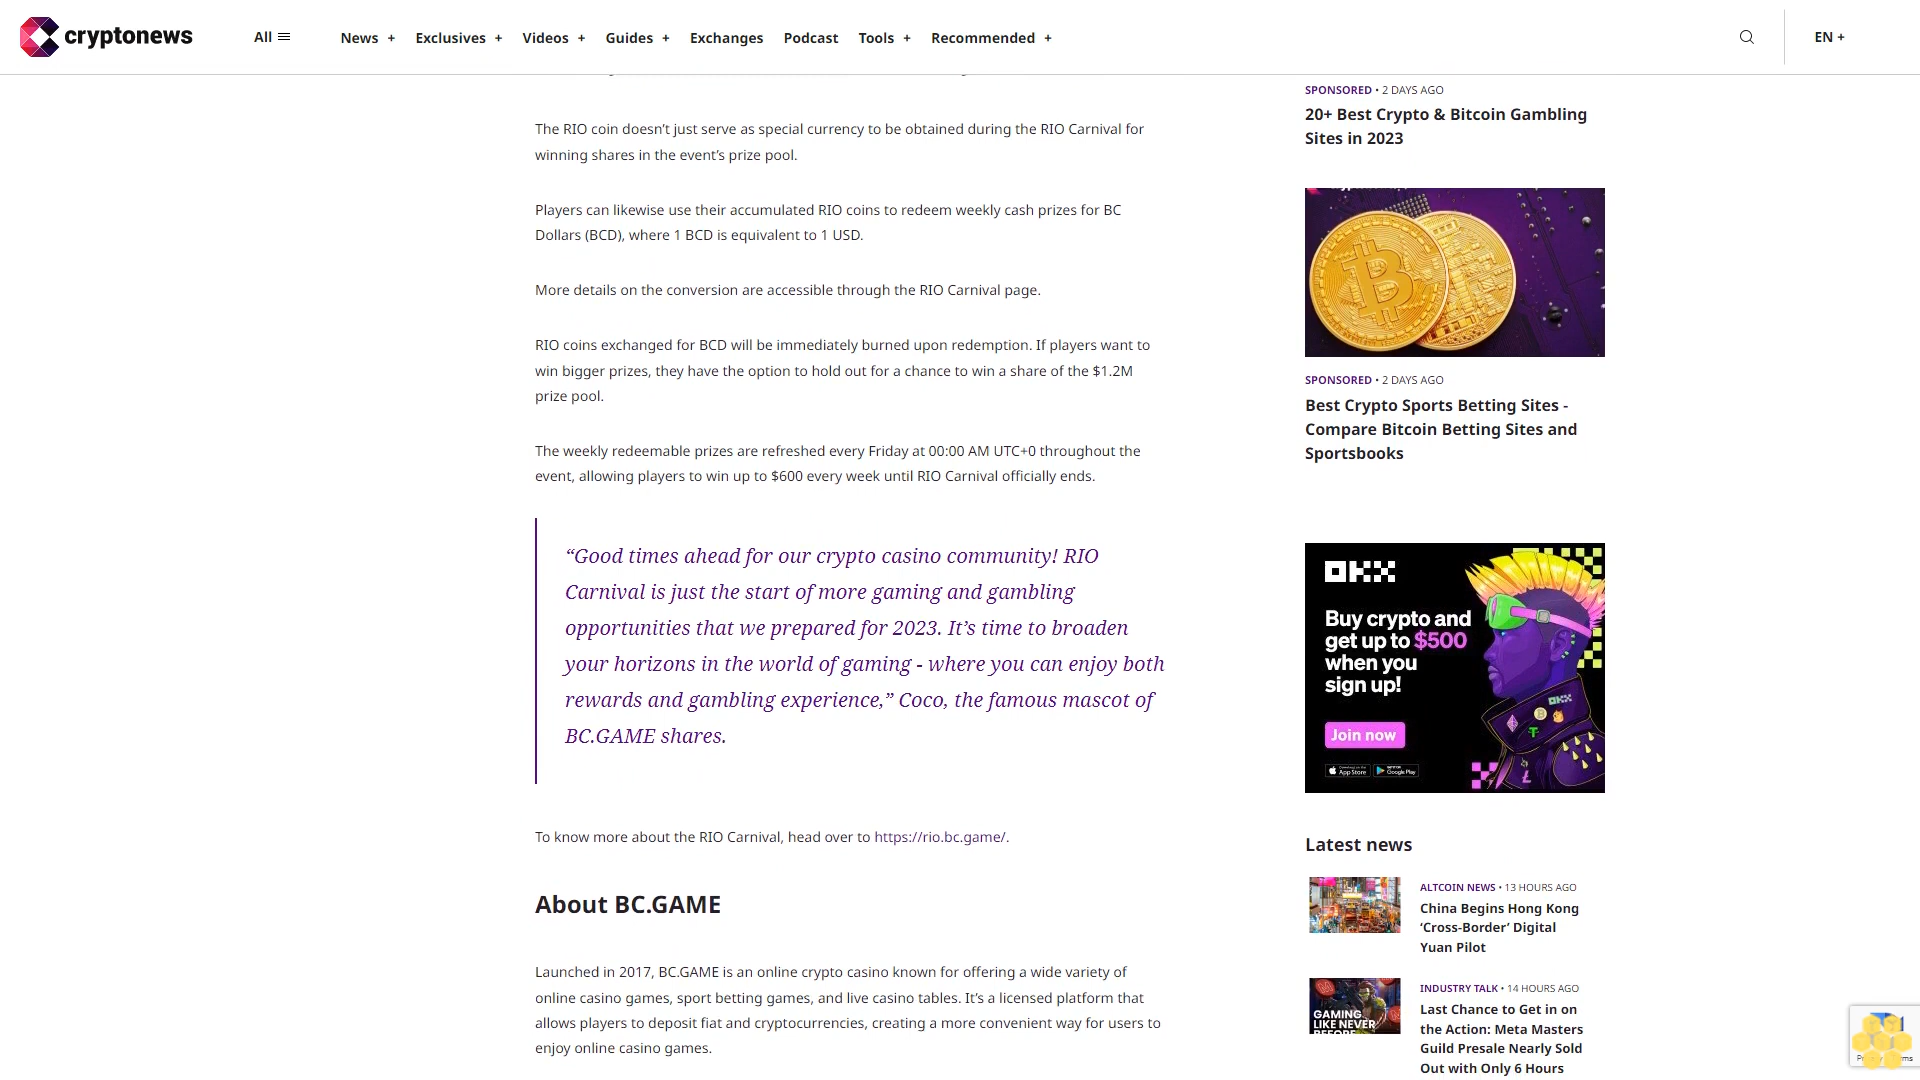 cryptonews
All
News +
Exclusives +
Videos +
Guides +
Exchanges
Podcast
Tools +
Recommended +
EN +
The RIO coin doesn’t just serve as special currency to be obtained during the RIO Carnival for
winning shares in the event’s prize pool.
Players can likewise use their accumulated RIO coins to redeem weekly cash prizes for BC
Dollars (BCD), where 1 BCD is equivalent to 1 USD.
More details on the conversion are accessible through the RIO Carnival page.
RIO coins exchanged for BCD will be immediately burned upon redemption. If players want to
win bigger prizes, they have the option to hold out for a chance to win a share of the $1.2M
prize pool.
The weekly redeemable prizes are refreshed every Friday at 00:00 AM UTC+0 throughout the
event, allowing players to win up to $600 every week until RIO Carnival officially ends.
“Good times ahead for our crypto casino community! RIO
Carnival is just the start of more gaming and gambling
opportunities that we prepared for 2023. It’s time to broaden
your horizons in the world of gaming - where you can enjoy both
rewards and gambling experience,” Coco, the famous mascot of
BC.GAME shares.
To know more about the RIO Carnival, head over to https://rio.bc.game/.
About BC.GAME
Launched in 2017, BC.GAME is an online crypto casino known for offering a wide variety of
online casino games, sport betting games, and live casino tables. It’s a licensed platform that
allows players to deposit fiat and cryptocurrencies, creating a more convenient way for users to
enjoy online casino games.
SPONSORED • 2 DAYS AGO
20+ Best Crypto & Bitcoin Gambling
Sites in 2023
SPONSORED • 2 DAYS AGO
Best Crypto Sports Betting Sites -
Compare Bitcoin Betting Sites and
Sportsbooks
OKX
Buy crypto and
get up to $500
when you
sign up!
Join now
App Store
Google Play
Latest news
ALTCOIN NEWS • 13 HOURS AGO
China Begins Hong Kong
‘Cross-Border’ Digital
Yuan Pilot
GAMING
LIKE NEVER
BEFORE
INDUSTRY TALK • 14 HOURS AGO
Last Chance to Get in on
the Action: Meta Masters
Guild Presale Nearly Sold
Out with Only 6 Hours